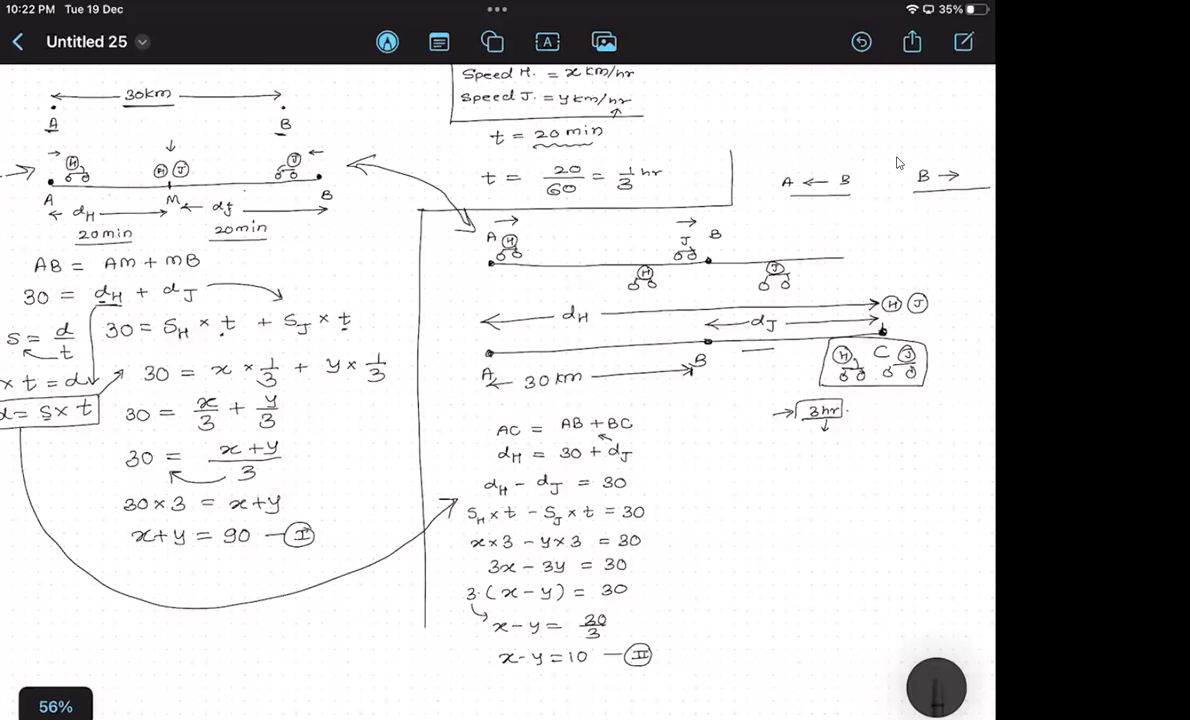 10:22 PM Tue 19 Dec
35%
Untitled 25
30km
A B
H H J J
A M B
dH dJ
20min 20min
AB = AM + MB
30 = dH + dJ
S = d/t
30 = SH × t + SJ × t
× t = d
30 = x × 1/3 + y × 1/3
d = S × t
30 = x/3 + y/3
30 = x+y/3
30×3 = x+y
x+y = 90 — I
Speed H. = x km/hr
Speed J. = y km/hr
t = 20 min
t = 20/60 = 1/3 hr
A ← B
B →
A H J B
H J
dH H J
dJ
A B H C J
30 km
3hr
AC = AB + BC
dH = 30 + dJ
dH - dJ = 30
SH × t - SJ × t = 30
x×3 - y×3 = 30
3x - 3y = 30
3·(x-y) = 30
x-y = 30/3
x-y = 10 — II
56%